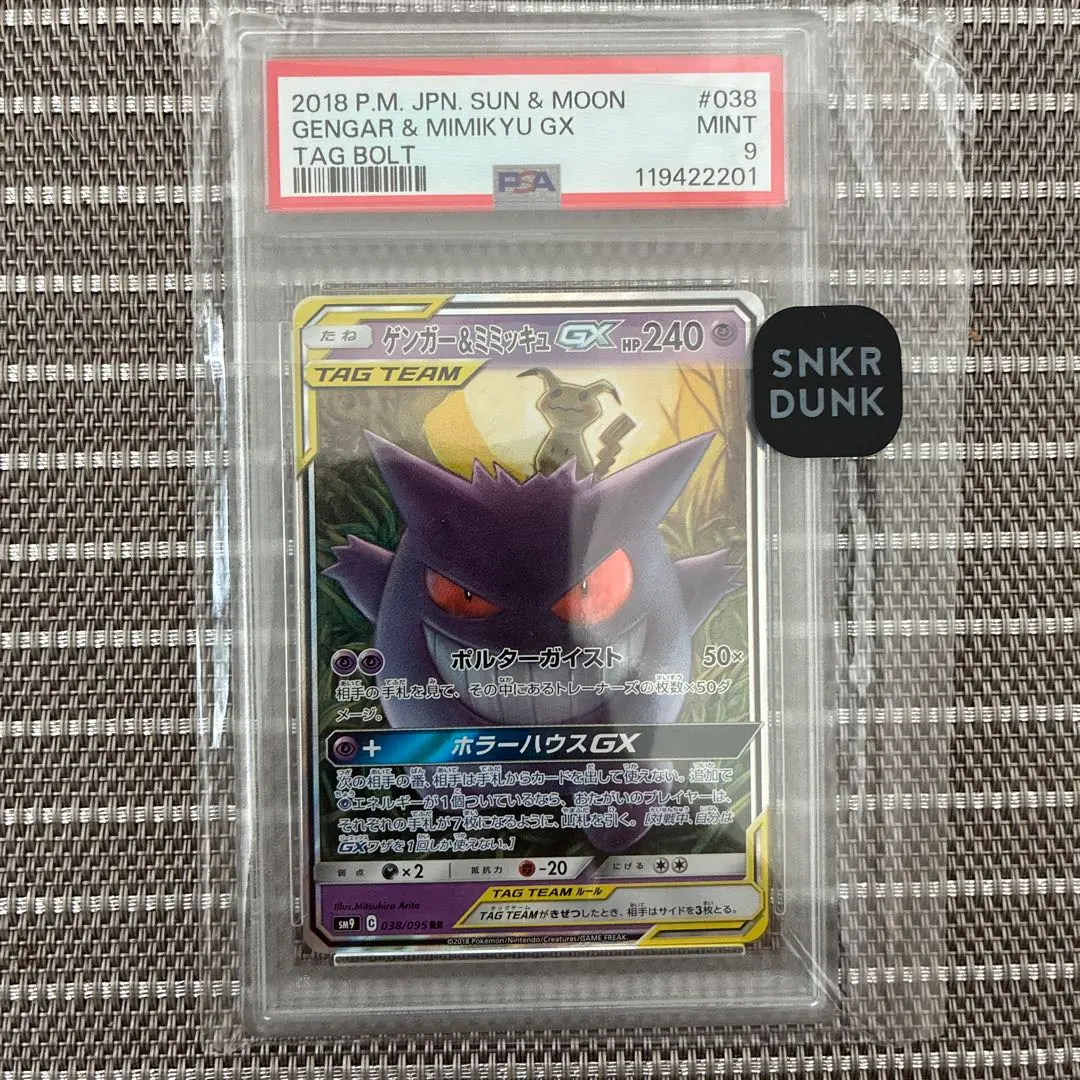 2018 P.M. JPN. SUN & MOON #038
GENGAR & MIMIKYU GX MINT
TAG BOLT 9
PSA 119422201
たね ゲンガー&ミミッキュGX HP240
TAG TEAM
SNKR
DUNK
ポルターガイスト 50×
相手の手札を見て、その中にあるトレーナーズの枚数×50ダ
メージ。
+ ホラーハウスGX
次の相手の番、相手は手札からカードを出して使えない。追加で
エネルギーが1個ついているなら、おたがいのプレイヤーは、
それぞれの手札が7枚になるように、山札を引く。[対戦中、自分は
GXワザを1回しか使えない。]
弱点 ×2 抵抗力 -20 にげる
TAG TEAM ルール
TAG TEAMがきぜつしたとき、相手はサイドを3枚とる。
Illus. Mitsuhiro Arita
SM9 C 038/095 RR
©2018 Pokémon/Nintendo/Creatures/GAME FREAK.